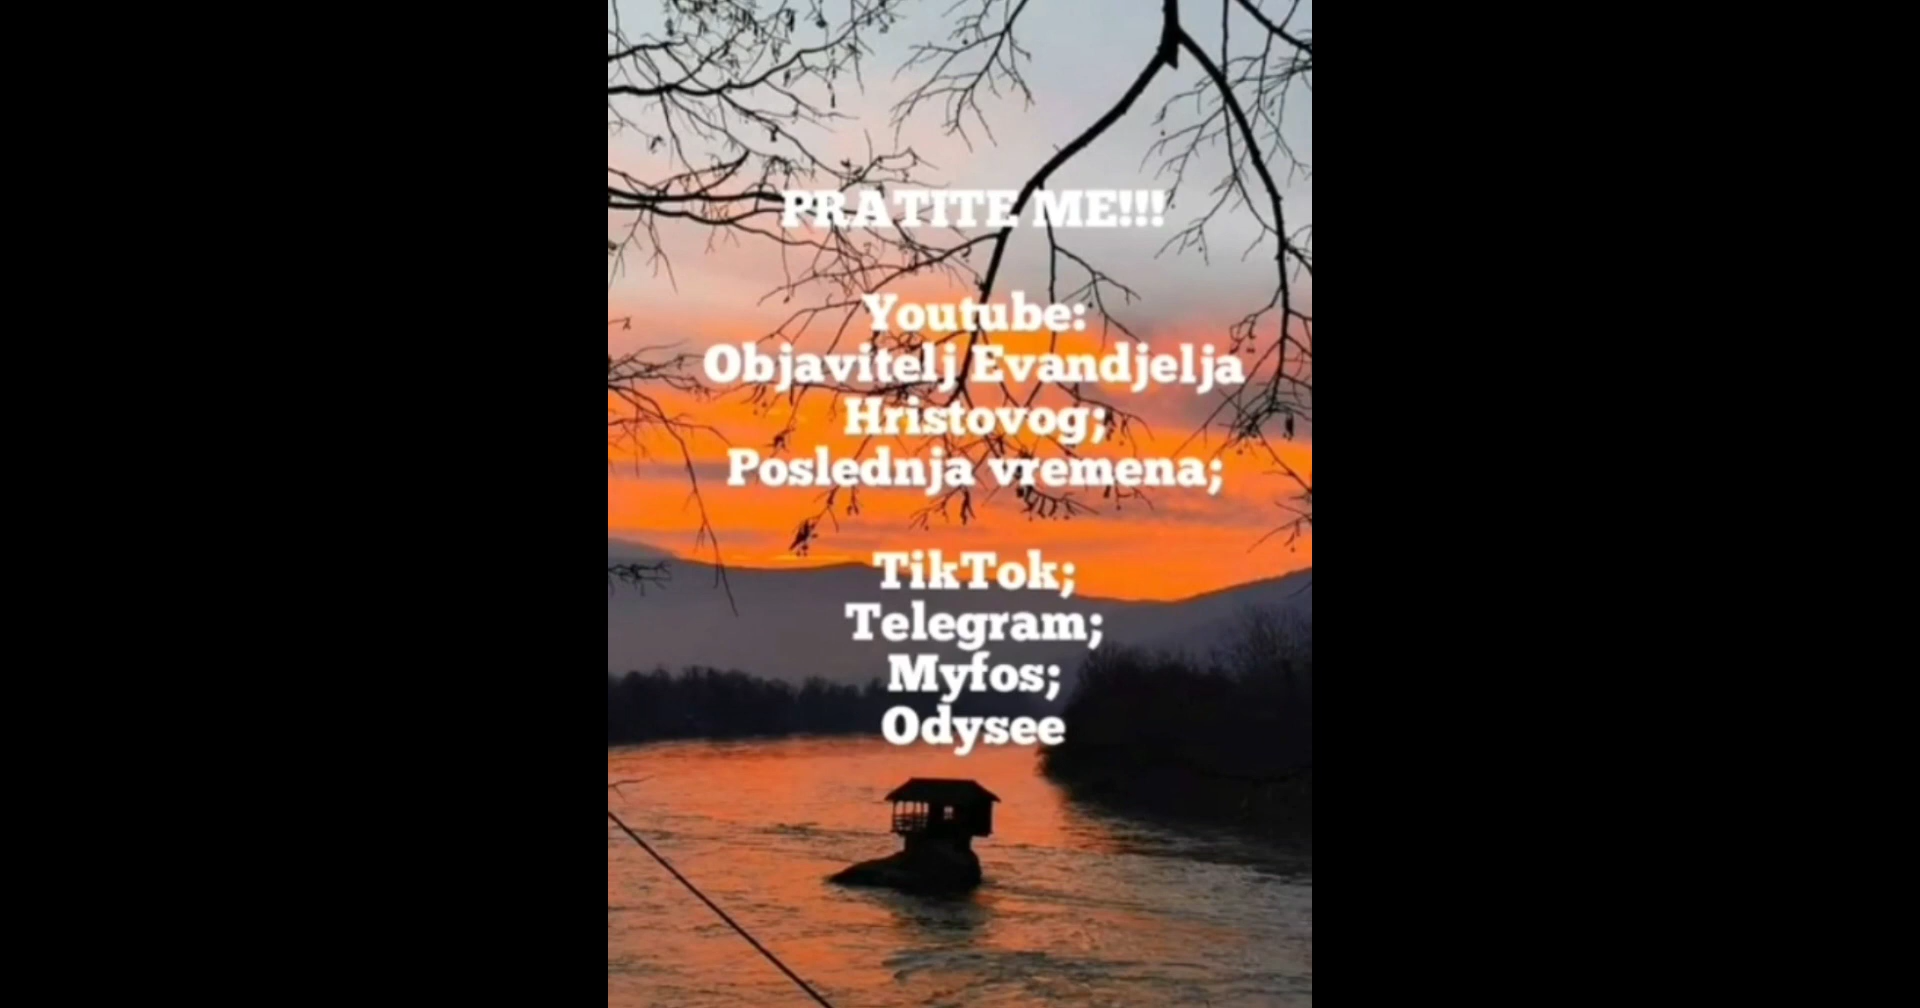 PRATITE ME!!!
Youtube:
Objavitelj Evandjelja
Hristovog;
Poslednja vremena;
TikTok;
Telegram;
Myfos;
Odysee